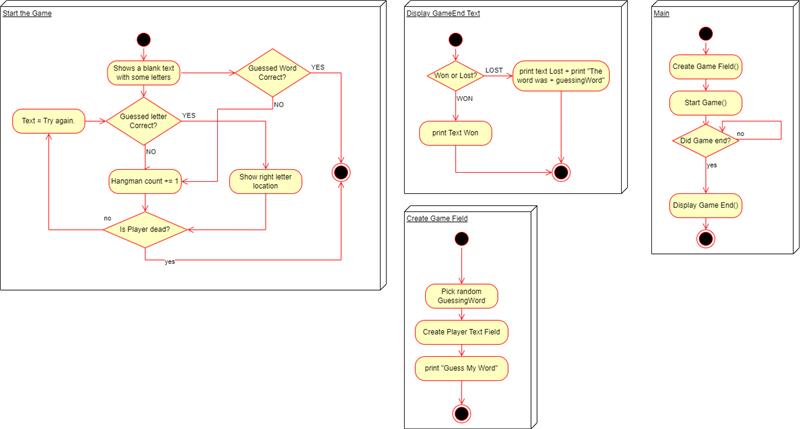 Start the Game
Shows a blank text
with some letters
Guessed Word
Correct?
YES
NO
Text = Try again.
Guessed letter
Correct?
YES
NO
Hangman count += 1
Show right letter
location
no
Is Player dead?
yes
Display GameEnd Text
Won or Lost?
LOST
print text Lost + print "The
word was + guessingWord"
WON
print Text Won
Create Game Field
Pick random
GuessingWord
Create Player Text Field
print "Guess My Word"
Main
Create Game Field()
Start Game()
Did Game end?
no
yes
Display Game End()